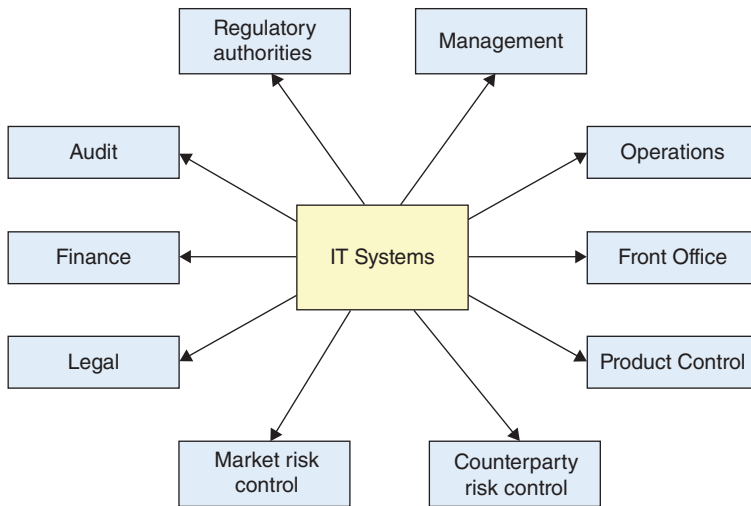 Regulatory
authorities
Management
Audit
Operations
Finance
IT Systems
Front Office
Legal
Product Control
Market risk
control
Counterparty
risk control